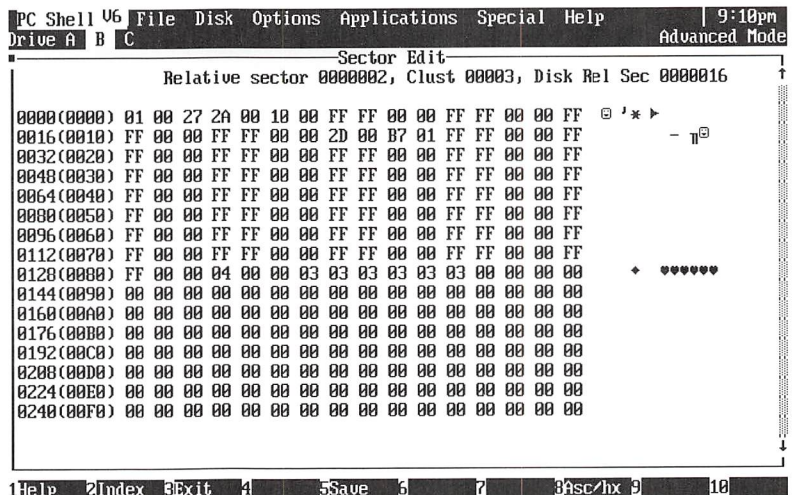 PC Shell V6 File Disk Options Applications Special Help 9:10pm
Drive A B C Advanced Mode
Sector Edit
Relative sector 0000002, Clust 00003, Disk Rel Sec 0000016
0000(0000) 01 00 27 2A 00 10 00 FF FF 00 00 FF FF 00 00 FF ☺ '* ►
0016(0010) FF 00 00 FF FF 00 00 2D 00 B7 01 FF FF 00 00 FF - ╖☺
0032(0020) FF 00 00 FF FF 00 00 FF FF 00 00 FF FF 00 00 FF
0048(0030) FF 00 00 FF FF 00 00 FF FF 00 00 FF FF 00 00 FF
0064(0040) FF 00 00 FF FF 00 00 FF FF 00 00 FF FF 00 00 FF
0080(0050) FF 00 00 FF FF 00 00 FF FF 00 00 FF FF 00 00 FF
0096(0060) FF 00 00 FF FF 00 00 FF FF 00 00 FF FF 00 00 FF
0112(0070) FF 00 00 FF FF 00 00 FF FF 00 00 FF FF 00 00 FF
0128(0080) FF 00 00 04 00 00 03 03 03 03 03 03 00 00 00 00 ♦ ♥♥♥♥♥♥
0144(0090) 00 00 00 00 00 00 00 00 00 00 00 00 00 00 00 00
0160(00A0) 00 00 00 00 00 00 00 00 00 00 00 00 00 00 00 00
0176(00B0) 00 00 00 00 00 00 00 00 00 00 00 00 00 00 00 00
0192(00C0) 00 00 00 00 00 00 00 00 00 00 00 00 00 00 00 00
0208(00D0) 00 00 00 00 00 00 00 00 00 00 00 00 00 00 00 00
0224(00E0) 00 00 00 00 00 00 00 00 00 00 00 00 00 00 00 00
0240(00F0) 00 00 00 00 00 00 00 00 00 00 00 00 00 00 00 00
1Help 2Index 3Exit 4 5Save 6 7 8Asc/hx 9 10